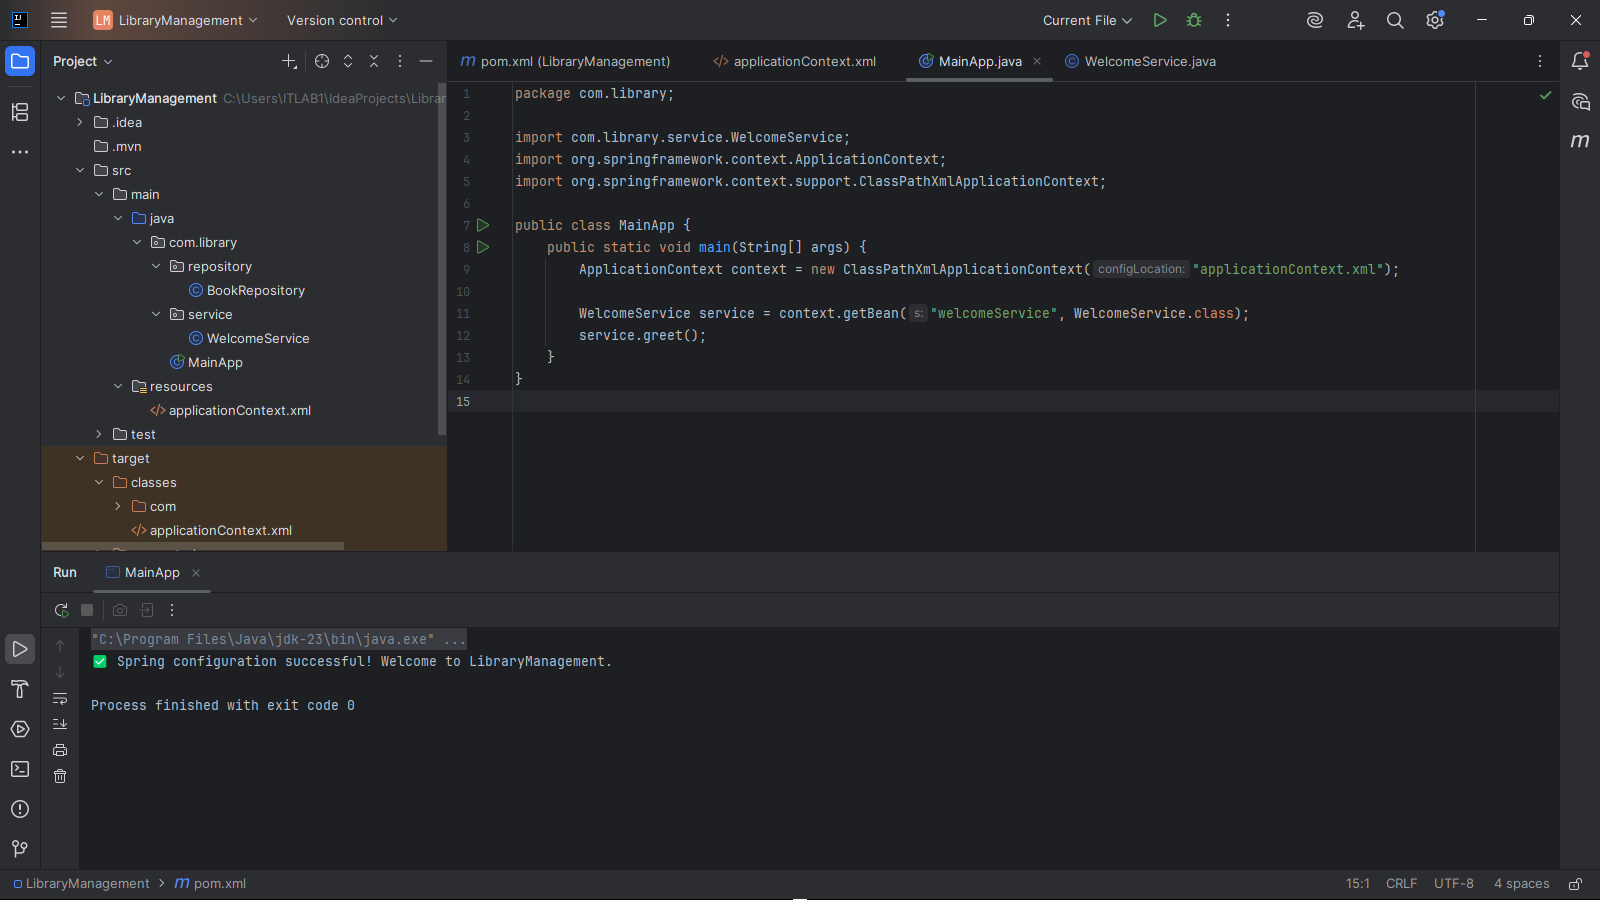 LM LibraryManagement Version control Current File
Project
pom.xml (LibraryManagement) applicationContext.xml MainApp.java WelcomeService.java
LibraryManagement C:\Users\ITLAB1\IdeaProjects\Librar
.idea
.mvn
src
main
java
com.library
repository
BookRepository
service
WelcomeService
MainApp
resources
applicationContext.xml
test
target
classes
com
applicationContext.xml
1 package com.library;
2
3 import com.library.service.WelcomeService;
4 import org.springframework.context.ApplicationContext;
5 import org.springframework.context.support.ClassPathXmlApplicationContext;
6
7 public class MainApp {
8 public static void main(String[] args) {
9 ApplicationContext context = new ClassPathXmlApplicationContext( configLocation: "applicationContext.xml");
10
11 WelcomeService service = context.getBean( s: "welcomeService", WelcomeService.class);
12 service.greet();
13 }
14 }
15
Run MainApp
"C:\Program Files\Java\jdk-23\bin\java.exe" ...
✅ Spring configuration successful! Welcome to LibraryManagement.
Process finished with exit code 0
LibraryManagement > m pom.xml 15:1 CRLF UTF-8 4 spaces